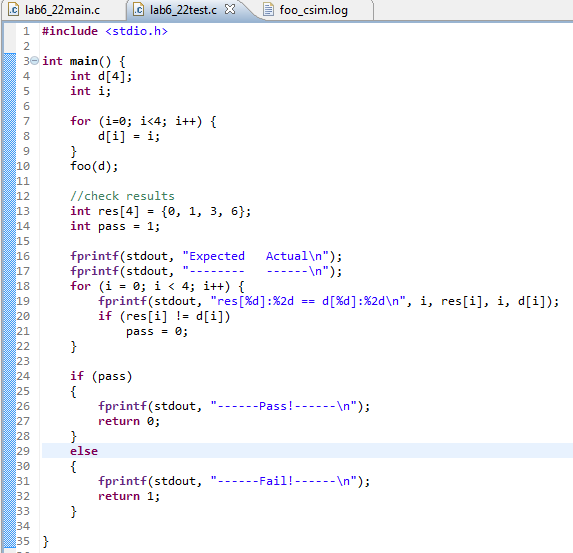 lab6_22main.c lab6_22test.c foo_csim.log
1 #include <stdio.h>
2
3 int main() {
4     int d[4];
5     int i;
6
7     for (i=0; i<4; i++) {
8         d[i] = i;
9     }
10     foo(d);
11
12     //check results
13     int res[4] = {0, 1, 3, 6};
14     int pass = 1;
15
16     fprintf(stdout, "Expected   Actual\n");
17     fprintf(stdout, "--------   ------\n");
18     for (i = 0; i < 4; i++) {
19         fprintf(stdout, "res[%d]:%2d == d[%d]:%2d\n", i, res[i], i, d[i]);
20         if (res[i] != d[i])
21             pass = 0;
22     }
23
24     if (pass)
25     {
26         fprintf(stdout, "------Pass!------\n");
27         return 0;
28     }
29     else
30     {
31         fprintf(stdout, "------Fail!------\n");
32         return 1;
33     }
34
35 }